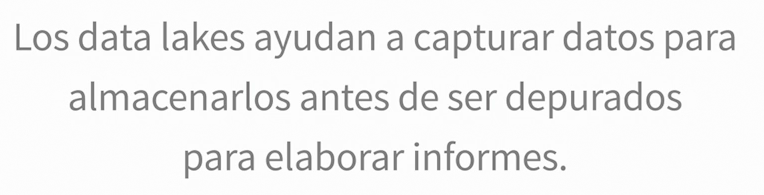 Los data lakes ayudan a capturar datos para
almacenarlos antes de ser depurados
para elaborar informes.